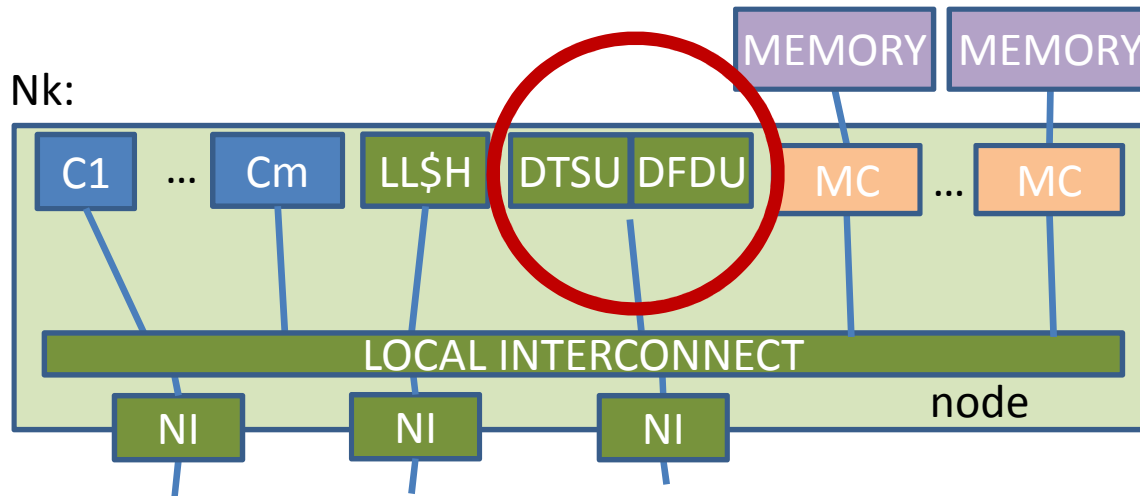 MEMORY MEMORY
Nk:
C1 ... Cm LL$H DTSU DFDU MC ... MC
LOCAL INTERCONNECT
node
NI NI NI